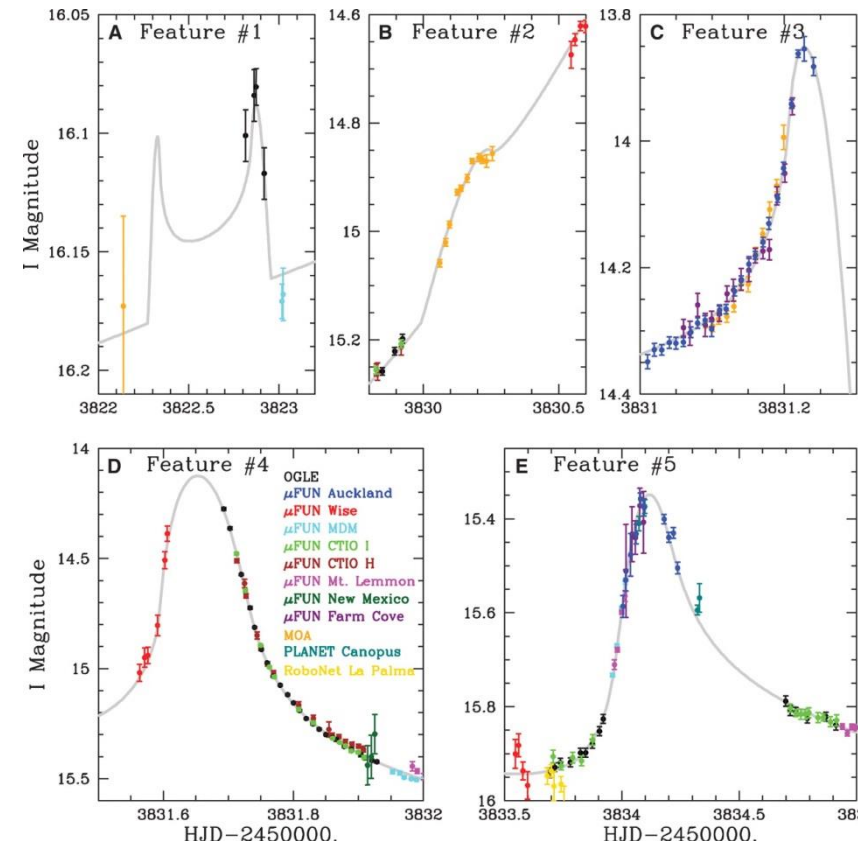 A Feature #1
16.05
16.1
16.15
16.2
I Magnitude
3822 3822.5 3823
B Feature #2
14.6
14.8
15
15.2
3830 3830.5
C Feature #3
13.8
14
14.2
14.4
3831 3831.2
D Feature #4
14
14.5
15
15.5
I Magnitude
OGLE
μFUN Auckland
μFUN Wise
μFUN MDM
μFUN CTIO I
μFUN CTIO H
μFUN Mt. Lemmon
μFUN New Mexico
μFUN Farm Cove
MOA
PLANET Canopus
RoboNet La Palma
3831.6 3831.8 3832
HJD-2450000.
E Feature #5
15.4
15.6
15.8
16
3833.5 3834 3834.5
HJD-2450000.